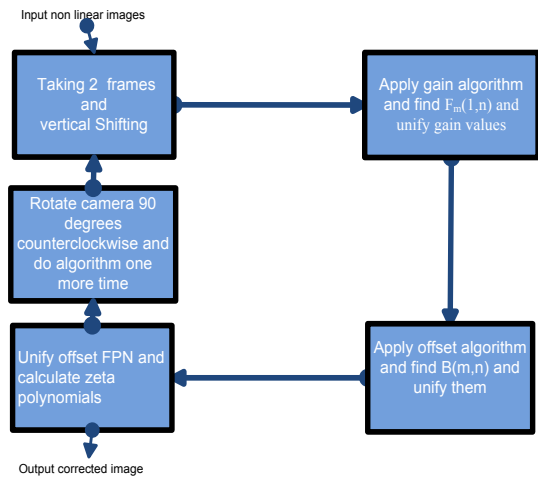 Input non linear images
Taking 2 frames
and
vertical Shifting
Apply gain algorithm
and find Fm(1,n) and
unify gain values
Rotate camera 90
degrees
counterclockwise and
do algorithm one
more time
Apply offset algorithm
and find B(m,n) and
unify them
Unify offset FPN and
calculate zeta
polynomials
Output corrected image